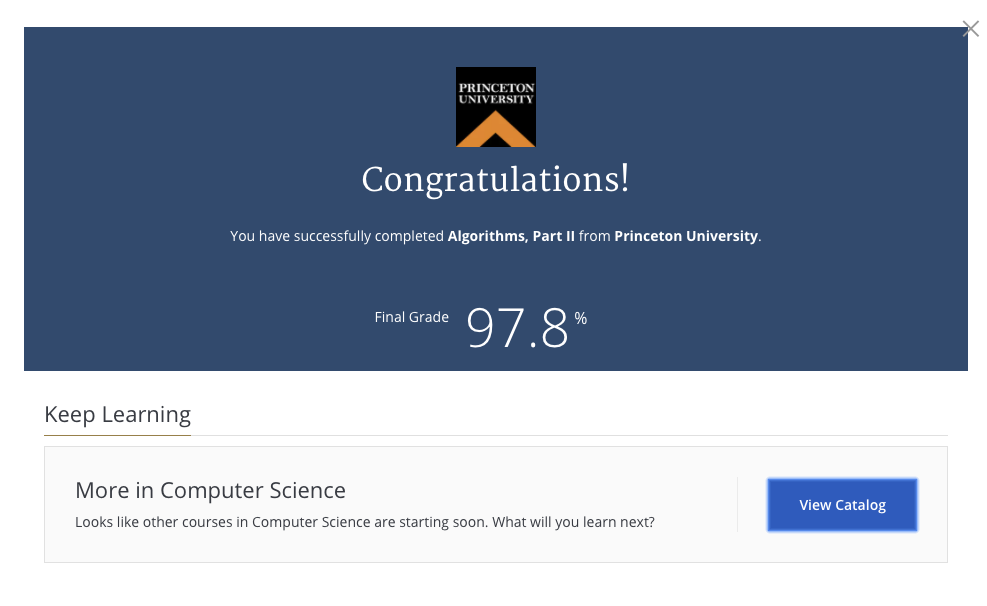 PRINCETON
UNIVERSITY
Congratulations!
You have successfully completed Algorithms, Part II from Princeton University.
Final Grade 97.8 %
Keep Learning
More in Computer Science
Looks like other courses in Computer Science are starting soon. What will you learn next?
View Catalog